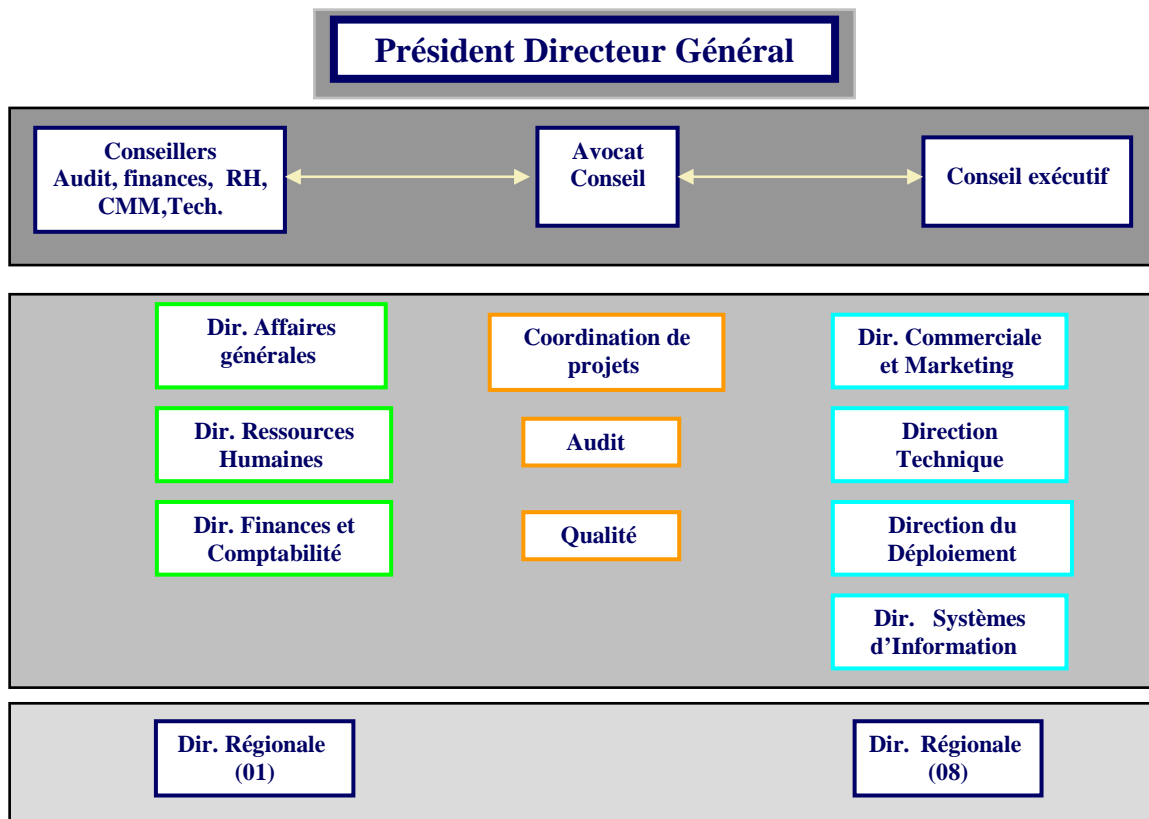 Président Directeur Général
Conseillers
Audit, finances, RH,
CMM,Tech.
Avocat
Conseil
Conseil exécutif
Dir. Affaires
générales
Coordination de
projets
Dir. Commerciale
et Marketing
Dir. Ressources
Humaines
Audit
Direction
Technique
Dir. Finances et
Comptabilité
Qualité
Direction du
Déploiement
Dir. Systèmes
d’Information
Dir. Régionale
(01)
Dir. Régionale
(08)